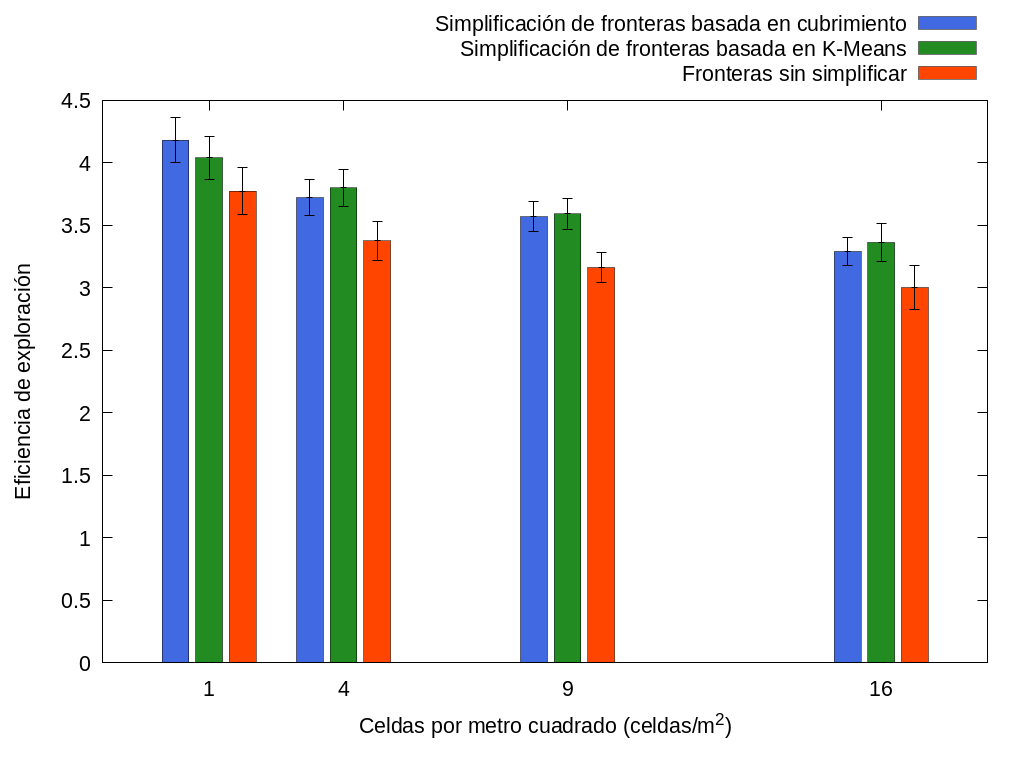 Simplificación de fronteras basada en cubrimiento
Simplificación de fronteras basada en K-Means
Fronteras sin simplificar
4.5
4
3.5
3
2.5
2
1.5
1
0.5
0
Eficiencia de exploración
1 4 9 16
Celdas por metro cuadrado (celdas/m²)